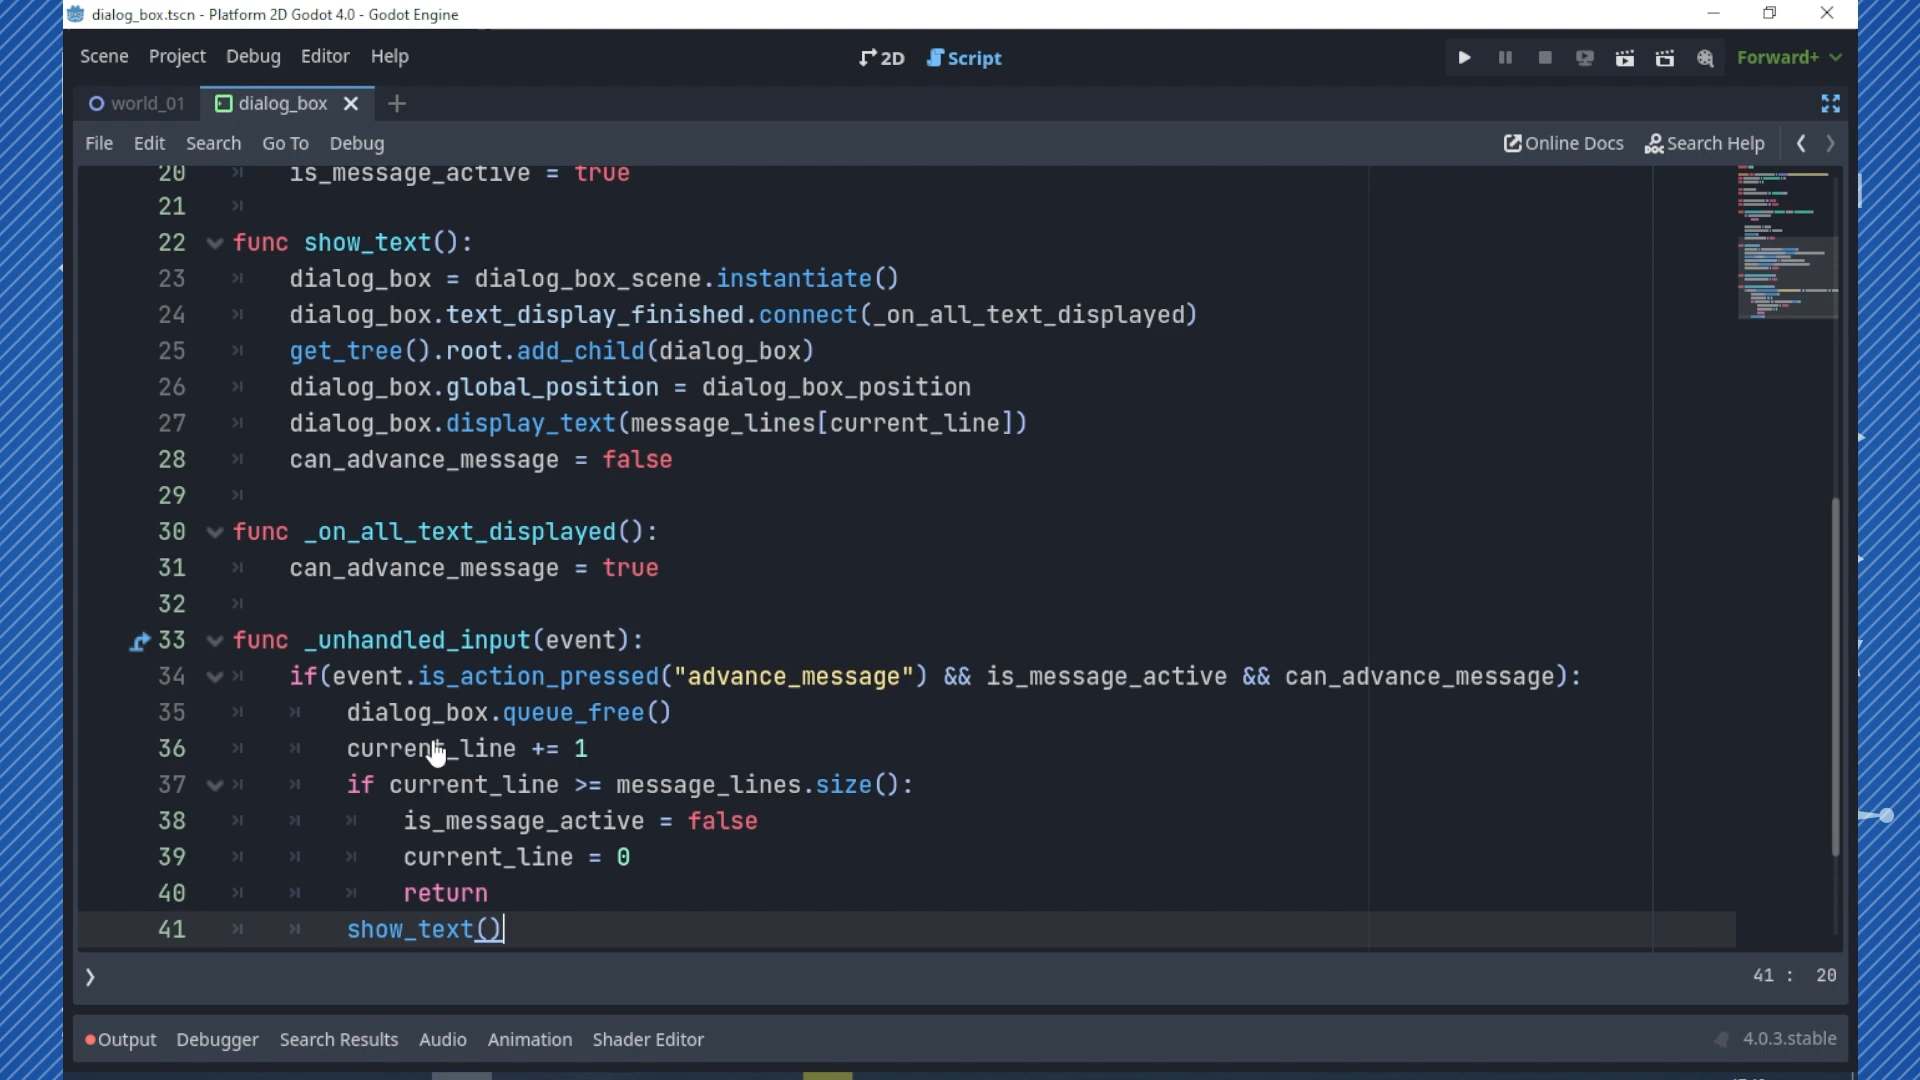 dialog_box.tscn - Platform 2D Godot 4.0 - Godot Engine
Scene Project Debug Editor Help 2D Script Forward+
world_01 dialog_box
File Edit Search Go To Debug Online Docs Search Help
20 is_message_active = true
21
22 func show_text():
23 dialog_box = dialog_box_scene.instantiate()
24 dialog_box.text_display_finished.connect(_on_all_text_displayed)
25 get_tree().root.add_child(dialog_box)
26 dialog_box.global_position = dialog_box_position
27 dialog_box.display_text(message_lines[current_line])
28 can_advance_message = false
29
30 func _on_all_text_displayed():
31 can_advance_message = true
32
33 func _unhandled_input(event):
34 if(event.is_action_pressed("advance_message") && is_message_active && can_advance_message):
35 dialog_box.queue_free()
36 current_line += 1
37 if current_line >= message_lines.size():
38 is_message_active = false
39 current_line = 0
40 return
41 show_text()
41 : 20
Output Debugger Search Results Audio Animation Shader Editor 4.0.3.stable